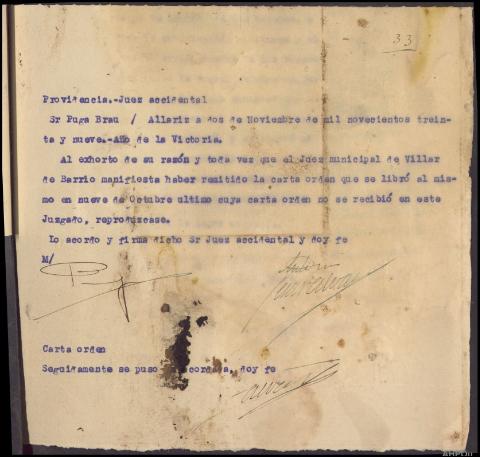 33
Providencia.-Juez accidental
Sr Puga Brau / Allariz a dos de Noviembre de mil novecientos trein-
ta y nueve.-Año de la Victoria.
Al exhorto de su razón y toda vez que el Juez municipal de Villar
de Barrio manifiesta haber remitido la carta orden que se libró al mis-
mo en nueve de Octubre ultimo cuya carta orden no se recibió en este
Juzgado, reprodúzcase.
Lo acordo y firma dicho Sr Juez accidental y doy fe
M/
Carta orden
Seguidamente se puso doy fe